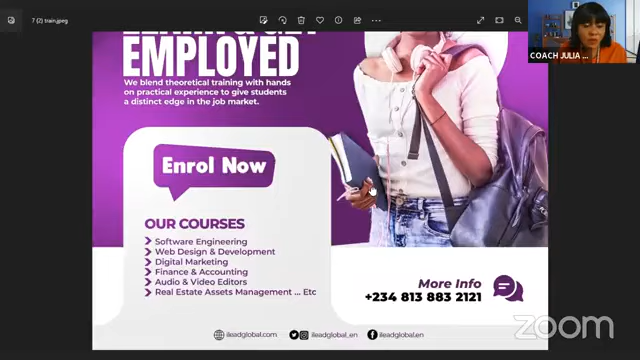 7 (2) train.jpeg
COACH JULIA ...
EMPLOYED
We blend theoretical training with hands
on practical experience to give students
a distinct edge in the job market.
Enrol Now
OUR COURSES
Software Engineering
Web Design & Development
Digital Marketing
Finance & Accounting
Audio & Video Editors
Real Estate Assets Management ... Etc
More Info
+234 813 883 2121
ileadglobal.com
ileadglobal_en
ileadglobal.en
zoom